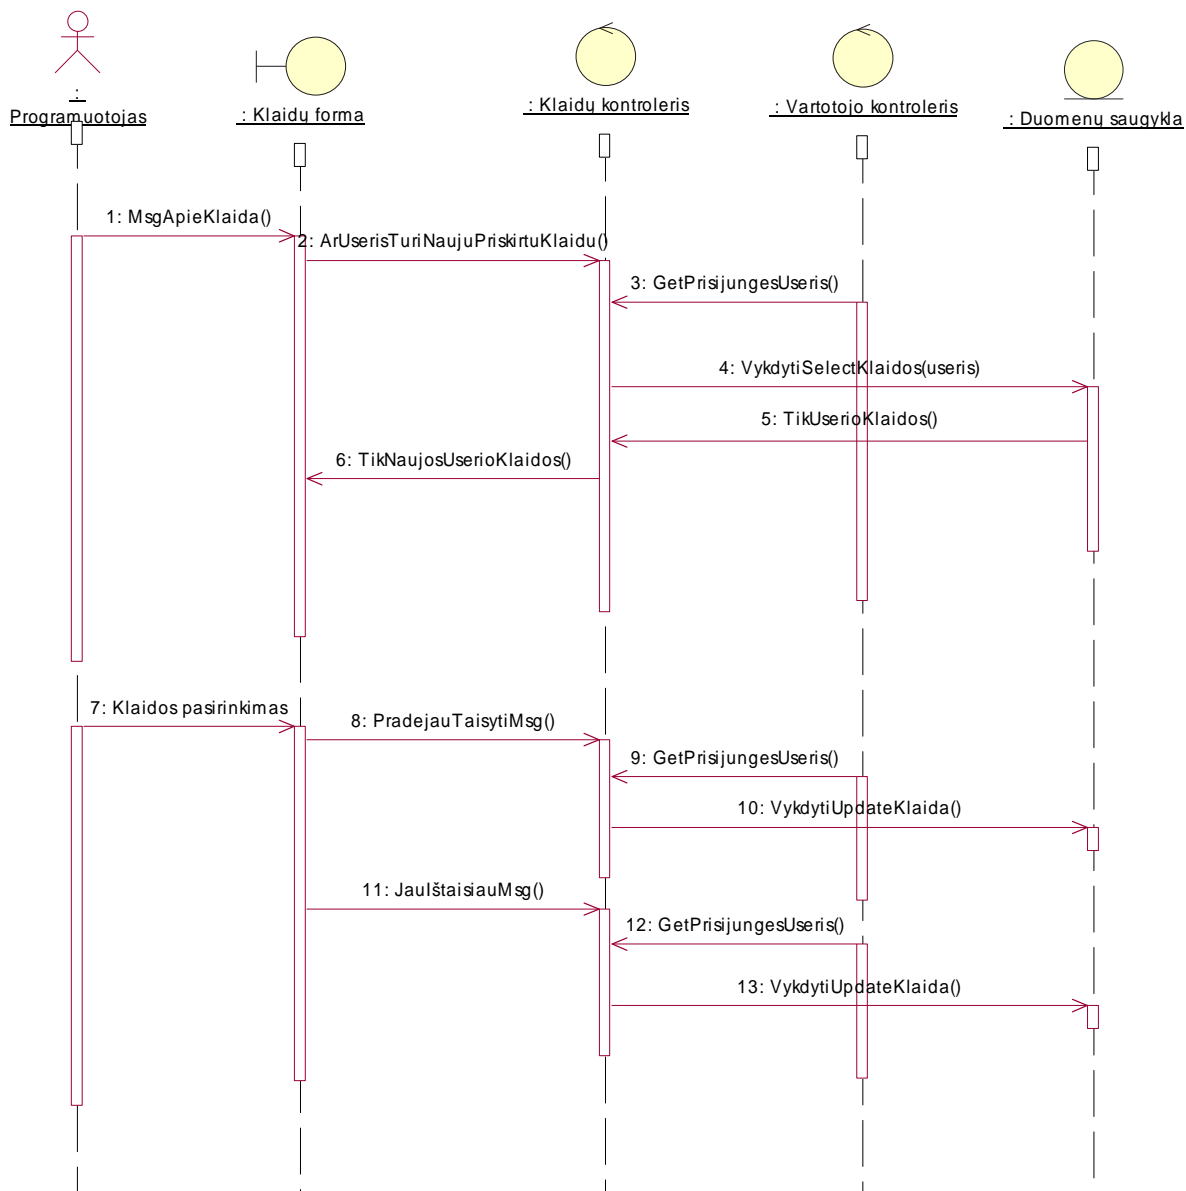 :
Programuotojas
: Klaidų forma
: Klaidų kontroleris
: Vartotojo kontroleris
: Duomenų saugykla
1: MsgApieKlaida()
2: ArUserisTuriNaujuPriskirtuKlaidu()
3: GetPrisijungesUseris()
4: VykdytiSelectKlaidos(useris)
5: TikUserioKlaidos()
6: TikNaujosUserioKlaidos()
7: Klaidos pasirinkimas
8: PradejauTaisytiMsg()
9: GetPrisijungesUseris()
10: VykdytiUpdateKlaida()
11: JauIštaisiauMsg()
12: GetPrisijungesUseris()
13: VykdytiUpdateKlaida()